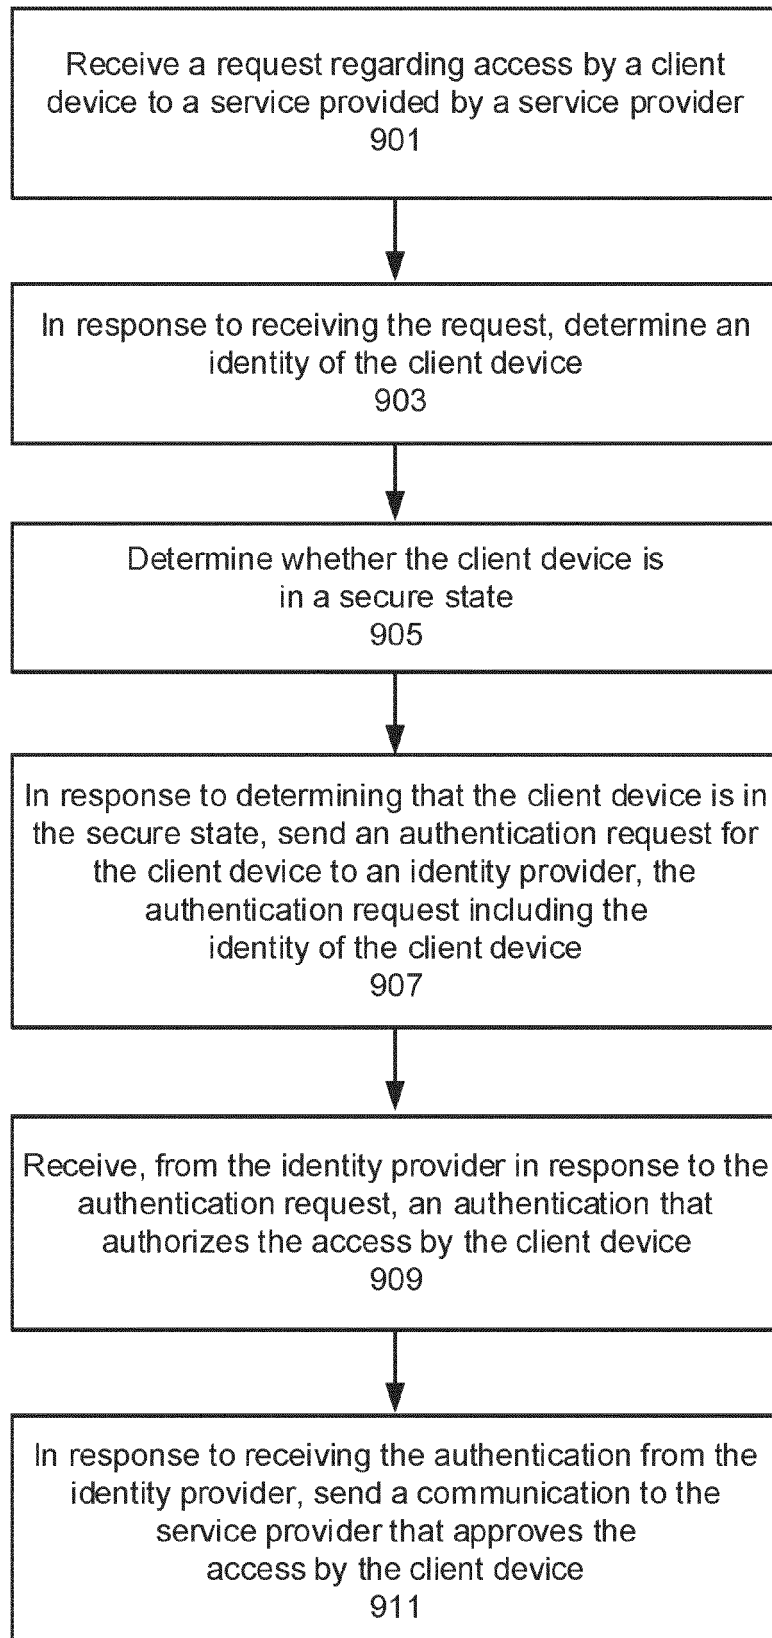 Receive a request regarding access by a client
device to a service provided by a service provider
901
In response to receiving the request, determine an
identity of the client device
903
Determine whether the client device is
in a secure state
905
In response to determining that the client device is in
the secure state, send an authentication request for
the client device to an identity provider, the
authentication request including the
identity of the client device
907
Receive, from the identity provider in response to the
authentication request, an authentication that
authorizes the access by the client device
909
In response to receiving the authentication from the
identity provider, send a communication to the
service provider that approves the
access by the client device
911